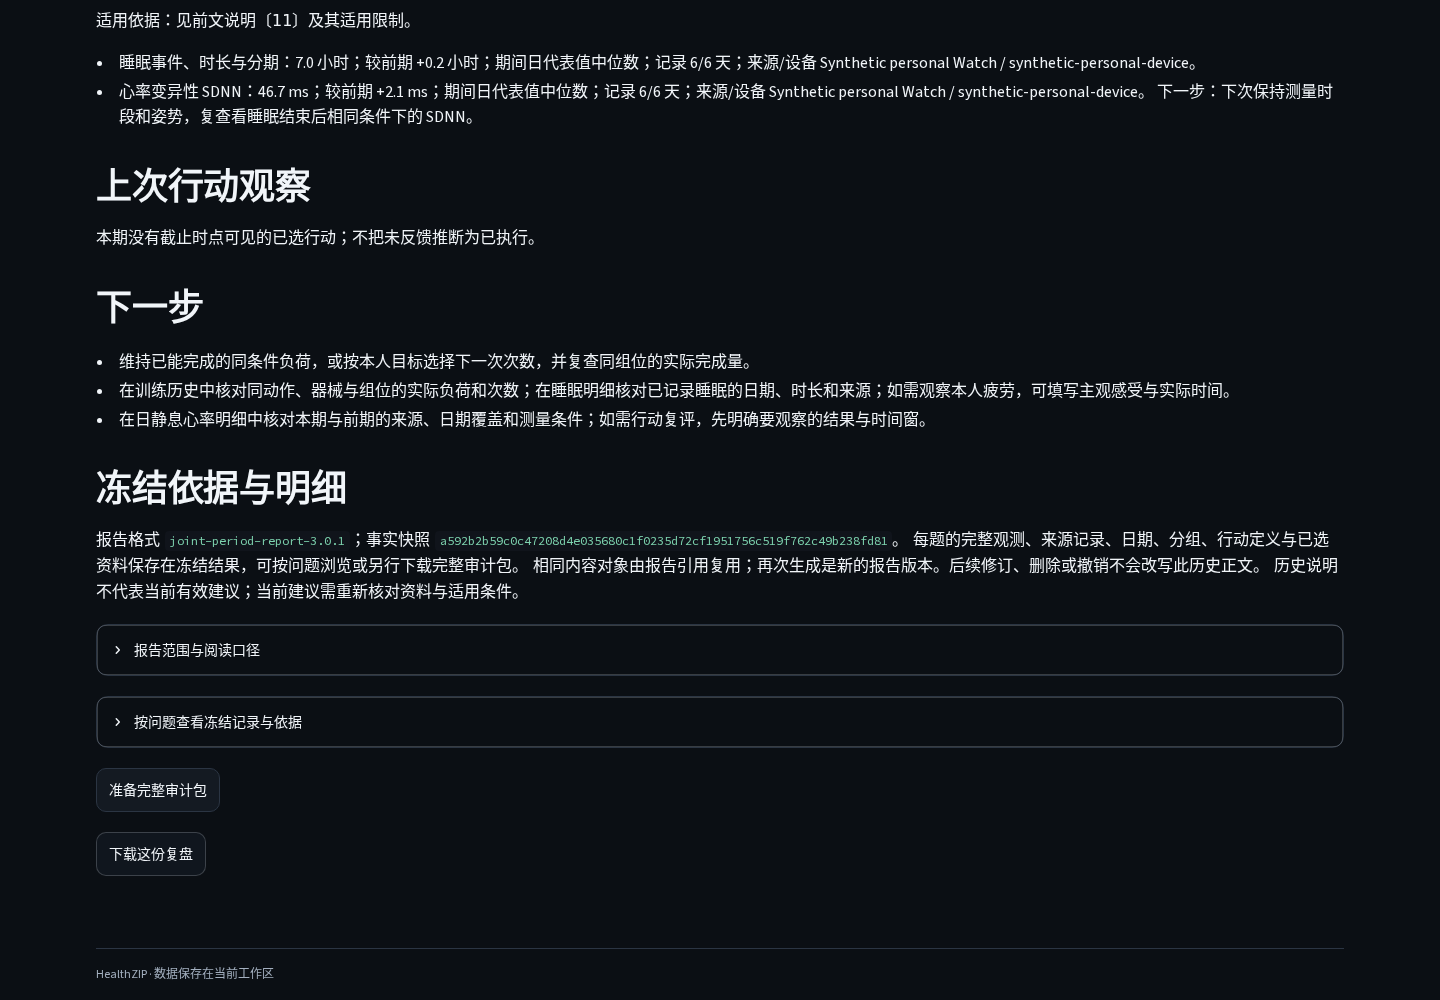 适用依据：见前文说明〔11〕及其适用限制。
• 睡眠事件、时长与分期：7.0 小时；较前期 +0.2 小时；期间日代表值中位数；记录 6/6 天；来源/设备 Synthetic personal Watch / synthetic-personal-device。
• 心率变异性 SDNN：46.7 ms；较前期 +2.1 ms；期间日代表值中位数；记录 6/6 天；来源/设备 Synthetic personal Watch / synthetic-personal-device。 下一步：下次保持测量时
段和姿势，复查看睡眠结束后相同条件下的 SDNN。
上次行动观察
本期没有截止时点可见的已选行动；不把未反馈推断为已执行。
下一步
• 维持已能完成的同条件负荷，或按本人目标选择下一次次数，并复查同组位的实际完成量。
• 在训练历史中核对同动作、器械与组位的实际负荷和次数；在睡眠明细核对已记录睡眠的日期、时长和来源；如需观察本人疲劳，可填写主观感受与实际时间。
• 在日静息心率明细中核对本期与前期的来源、日期覆盖和测量条件；如需行动复评，先明确要观察的结果与时间窗。
冻结依据与明细
报告格式 joint-period-report-3.0.1；事实快照 a592b2b59c0c47208d4e035680c1f0235d72cf1951756c519f762c49b238fd81。 每题的完整观测、来源记录、日期、分组、行动定义与已选
资料保存在冻结结果，可按问题浏览或另行下载完整审计包。 相同内容对象由报告引用复用；再次生成是新的报告版本。后续修订、删除或撤销不会改写此历史正文。 历史说明
不代表当前有效建议；当前建议需重新核对资料与适用条件。
报告范围与阅读口径
按问题查看冻结记录与依据
准备完整审计包
下载这份复盘
HealthZIP · 数据保存在当前工作区